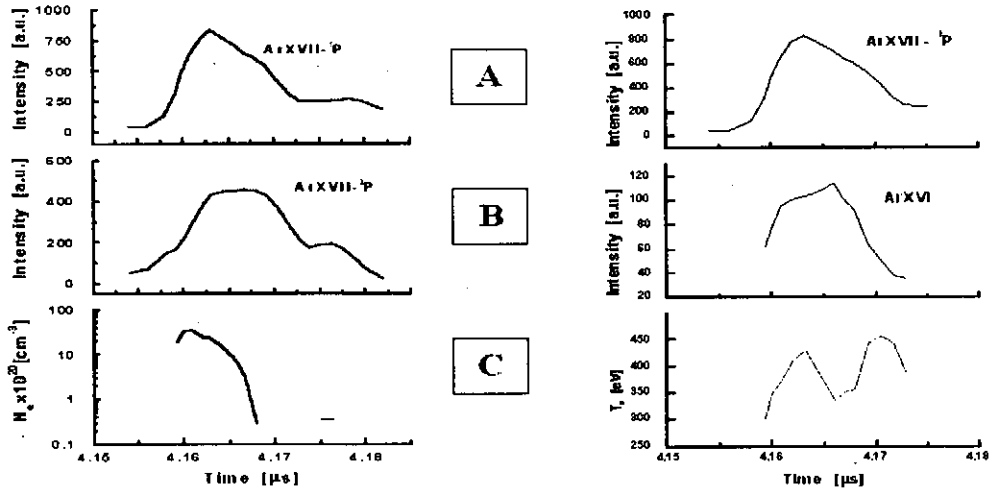 1000
750
500
250
0
Intensity [a.u.]
ArXVII-¹P
A
1000
800
600
400
200
0
Intensity [a.u.]
ArXVII- ¹P
600
400
200
0
Intensity [a.u.]
ArXVII-³P
B
120
100
80
60
40
20
Intensity [a.u.]
ArXVI
100
10
1
0.1
Nₑx10²⁰[cm⁻³]
C
450
400
350
300
250
Tₑ [eV]
4.15 4.16 4.17 4.18
Time [µs]
4.15 4.16 4.17 4.18
Time [µs]